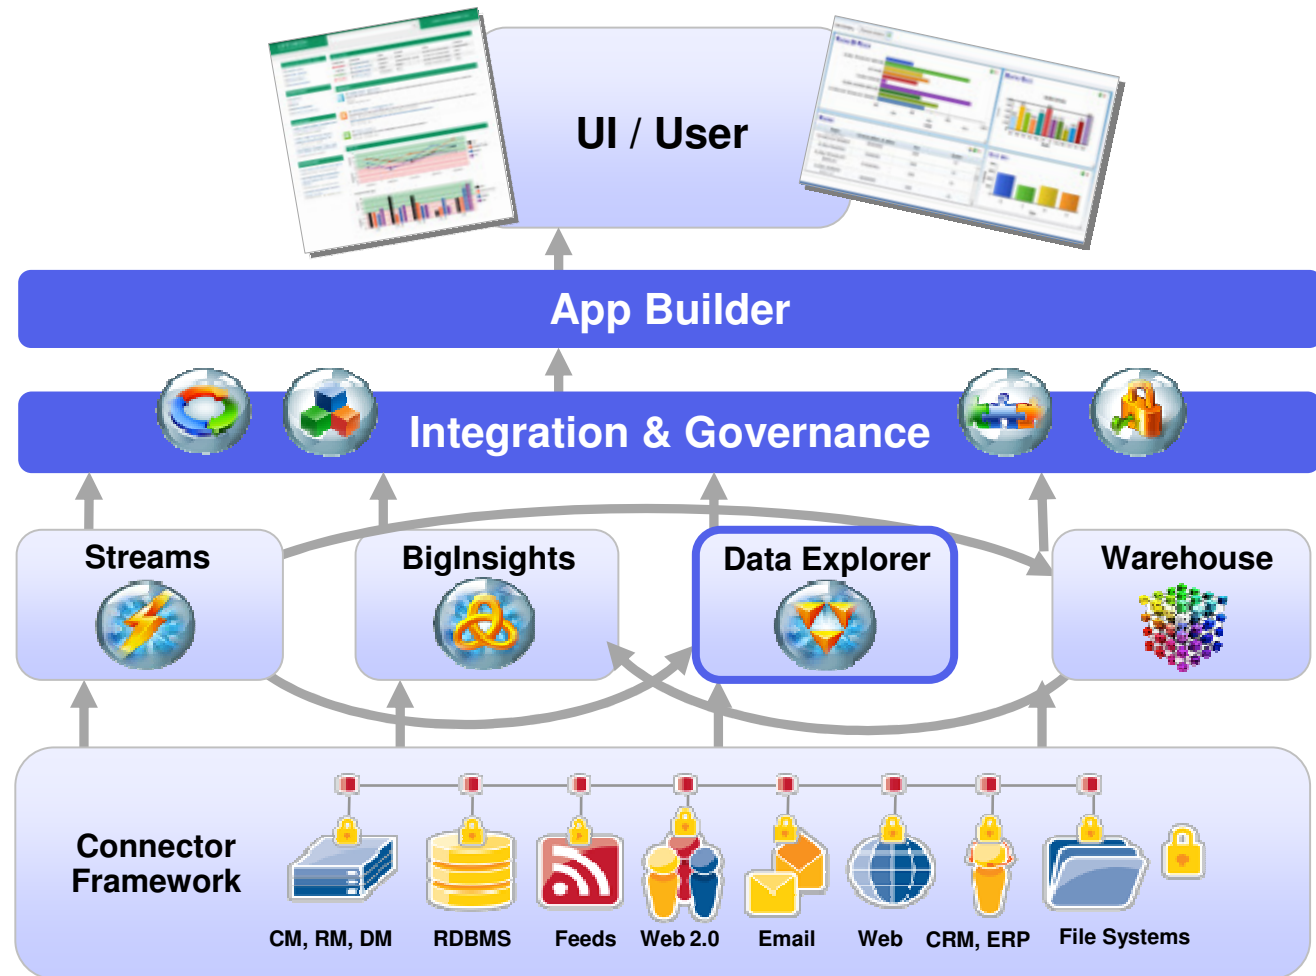 UI / User
App Builder
Integration & Governance
Streams
BigInsights
Data Explorer
Warehouse
Connector
Framework
CM, RM, DM
RDBMS
Feeds
Web 2.0
Email
Web
CRM, ERP
File Systems